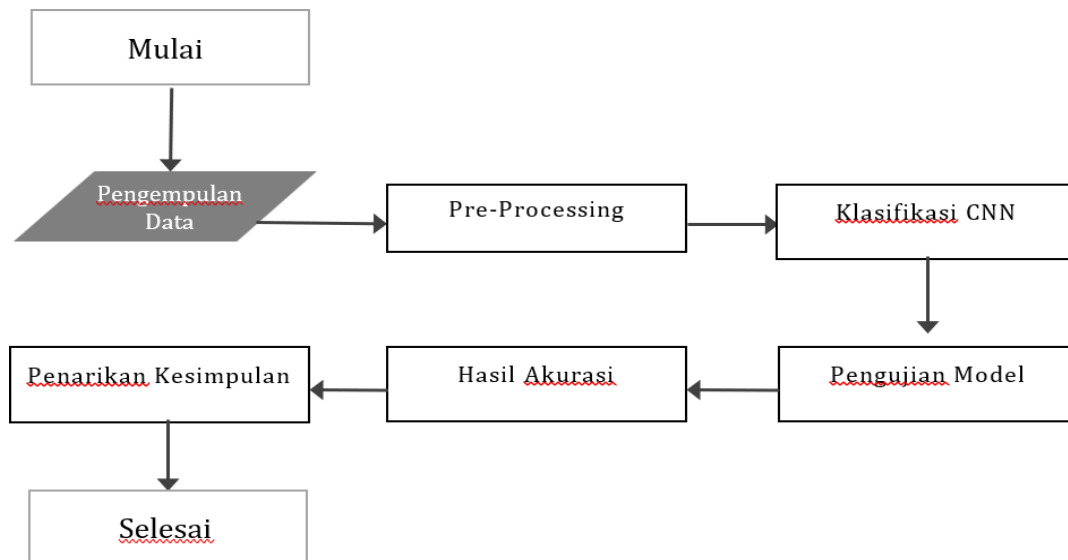 Mulai
Pengempulan
Data
Pre-Processing
Klasifikasi CNN
Pengujian Model
Hasil Akurasi
Penarikan Kesimpulan
Selesai